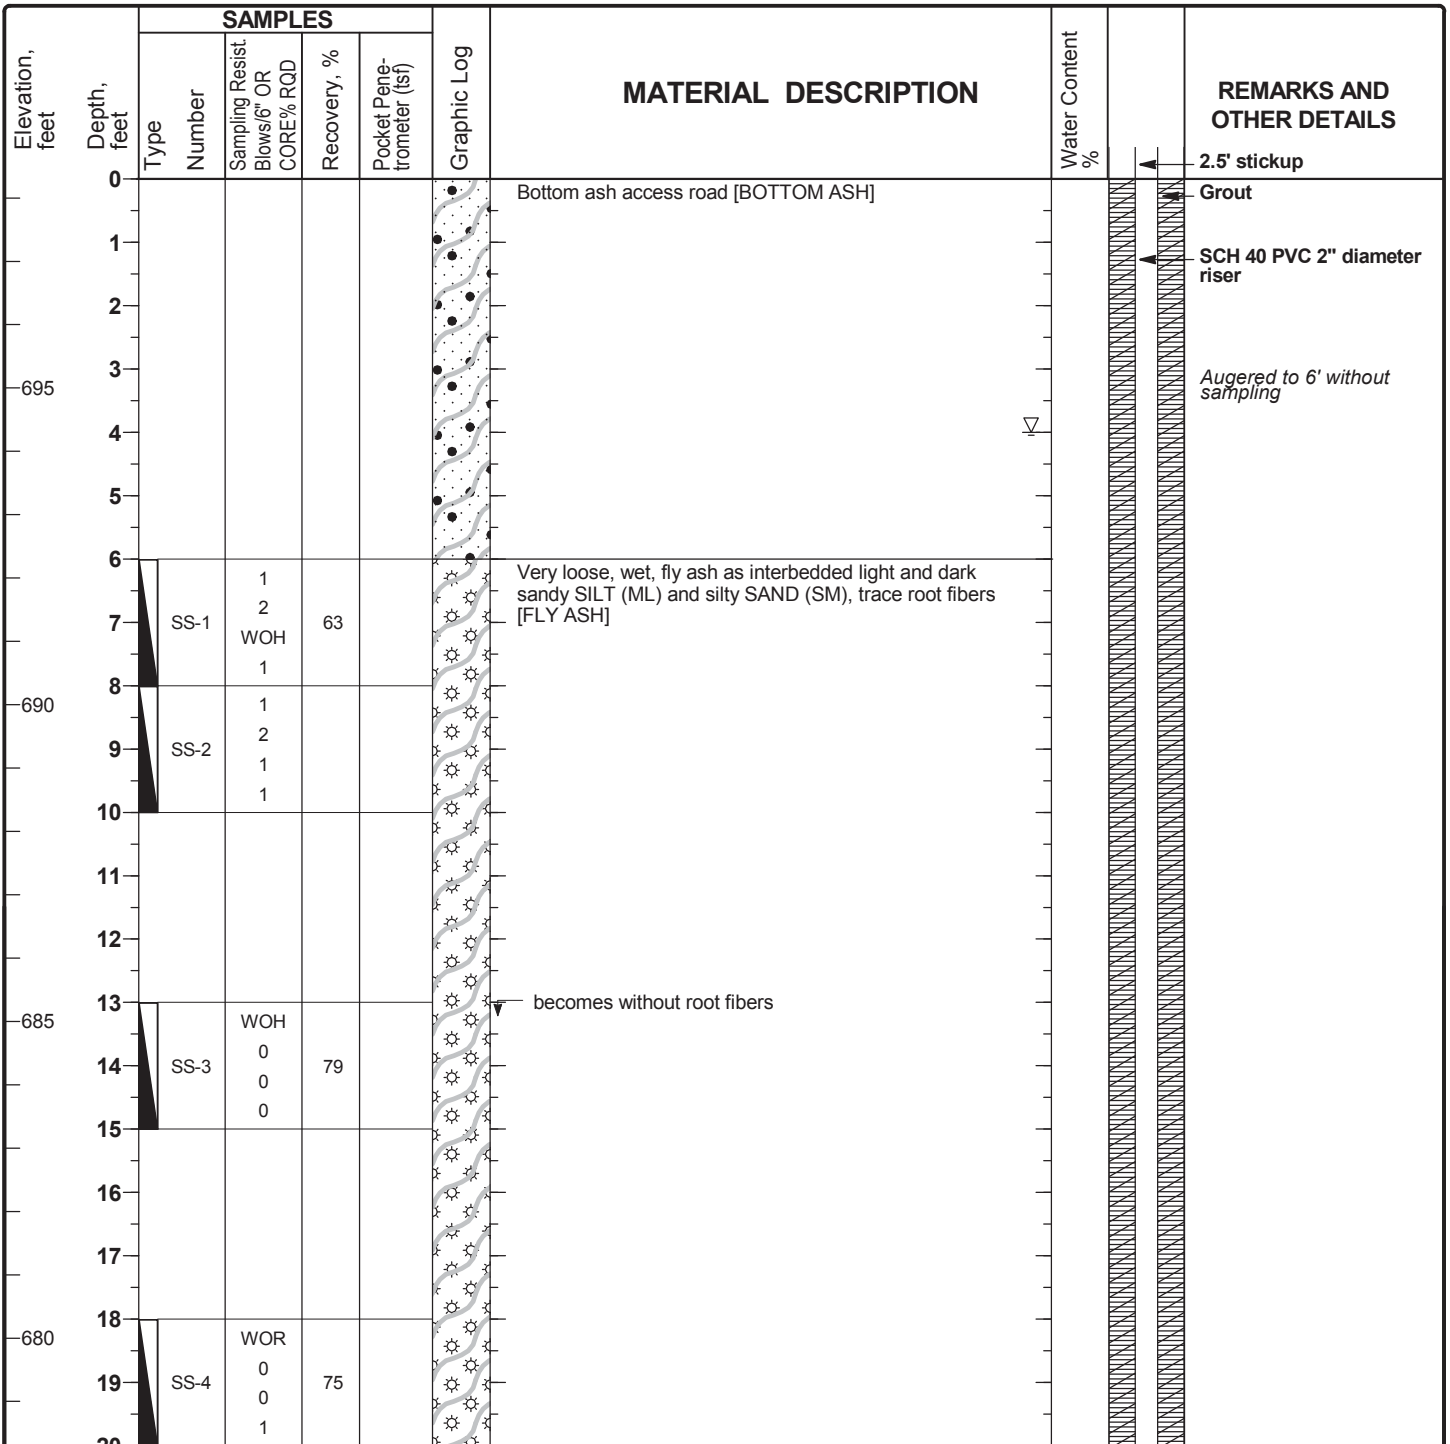 SAMPLES
Elevation,
feet
Depth,
feet
Type
Number
Sampling Resist.
Blows/6" OR
CORE% RQD
Recovery, %
Pocket Pene-
trometer (tsf)
Graphic Log
MATERIAL DESCRIPTION
Water Content
%
REMARKS AND
OTHER DETAILS
2.5' stickup
0
Bottom ash access road [BOTTOM ASH]
Grout
1
SCH 40 PVC 2" diameter
riser
2
3
695
Augered to 6' without
sampling
4
5
6
Very loose, wet, fly ash as interbedded light and dark
sandy SILT (ML) and silty SAND (SM), trace root fibers
[FLY ASH]
1
2
7
SS-1
63
WOH
1
8
690
1
2
9
SS-2
1
1
10
11
12
13
becomes without root fibers
685
WOH
0
14
SS-3
79
0
0
15
16
17
18
680
WOR
0
19
SS-4
75
0
1
20